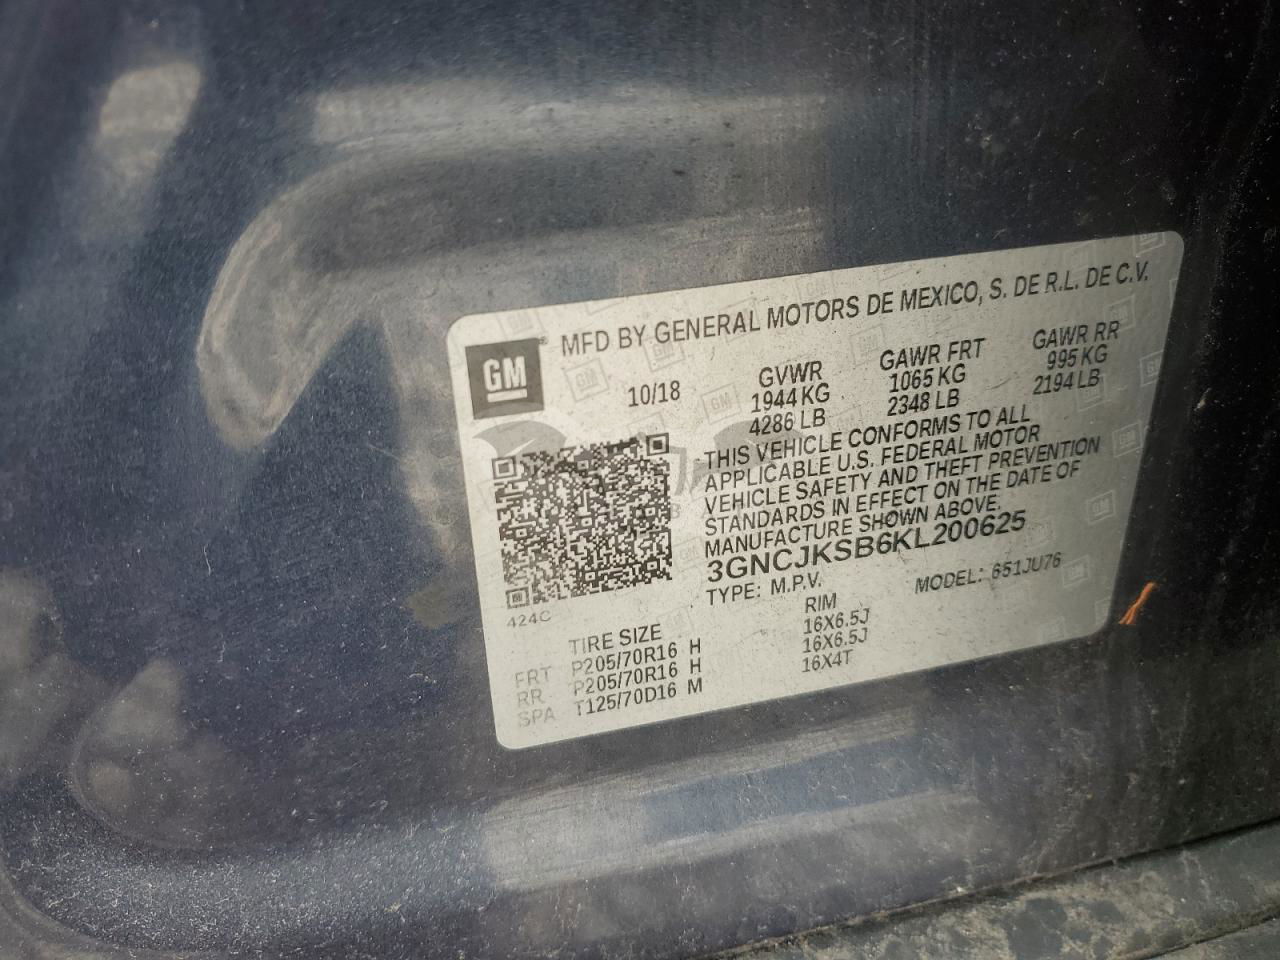 GM
MFD BY GENERAL MOTORS DE MEXICO, S. DE R.L. DE C.V.
10/18 GVWR GAWR FRT GAWR RR
1944 KG 1065 KG 995 KG
4286 LB 2348 LB 2194 LB
THIS VEHICLE CONFORMS TO ALL
APPLICABLE U.S. FEDERAL MOTOR
VEHICLE SAFETY AND THEFT PREVENTION
STANDARDS IN EFFECT ON THE DATE OF
MANUFACTURE SHOWN ABOVE.
3GNCJKSB6KL200625
TYPE: M.P.V. MODEL: 651JU76
424C
TIRE SIZE RIM
FRT P205/70R16 H 16X6.5J
RR P205/70R16 H 16X6.5J
SPA T125/70D16 M 16X4T